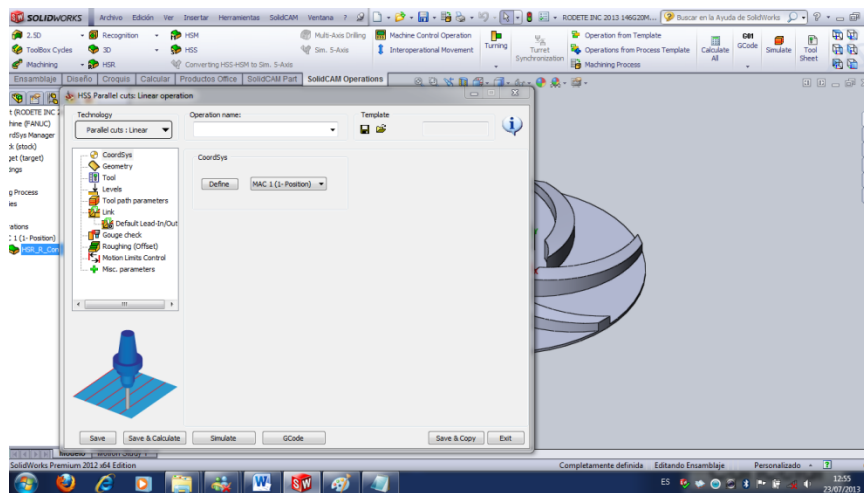 SOLIDWORKS Archivo Edición Ver Insertar Herramientas SolidCAM Ventana ? RODETE INC 2013 146G20M... Buscar en la Ayuda de SolidWorks
2.5D Recognition HSM Multi-Axis Drilling Machine Control Operation Operation from Template G01
ToolBox Cycles 3D HSS Sim. 5-Axis Interoperational Movement Turning Turret Synchronization Operations from Process Template Calculate All GCode Simulate Tool Sheet
iMachining HSR Converting HSS-HSM to Sim. 5-Axis Machining Process
Ensamblaje Diseño Croquis Calcular Productos Office SolidCAM Part SolidCAM Operations
HSS Parallel cuts: Linear operation
t (RODETE INC 2
hine (FANUC)
rdSys Manager
ck (stock)
get (target)
ings
g Process
ies
ations
C 1 (1- Position)
HSR_R_Con
Technology Operation name: Template
Parallel cuts : Linear
CoordSys
Geometry
Tool
Levels
Tool path parameters
Link
Default Lead-In/Out
Gouge check
Roughing (Offset)
Motion Limits Control
Misc. parameters
CoordSys
Define MAC 1 (1- Position)
Save Save & Calculate Simulate GCode Save & Copy Exit
Modelo Motion Study 1
SolidWorks Premium 2012 x64 Edition Completamente definida Editando Ensamblaje Personalizado
ES 12:55
23/07/2013